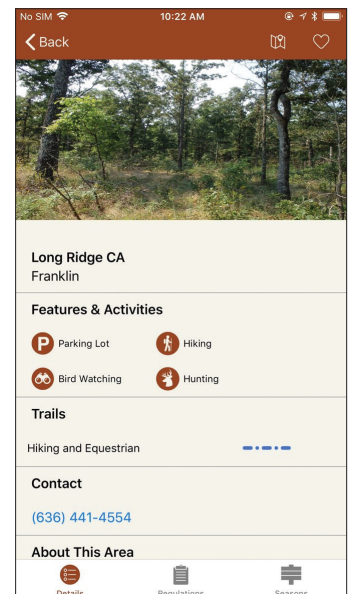 No SIM 10:22 AM
Back
Long Ridge CA
Franklin
Features & Activities
P Parking Lot Hiking
Bird Watching Hunting
Trails
Hiking and Equestrian
Contact
(636) 441-4554
About This Area
Details Regulations Seasons